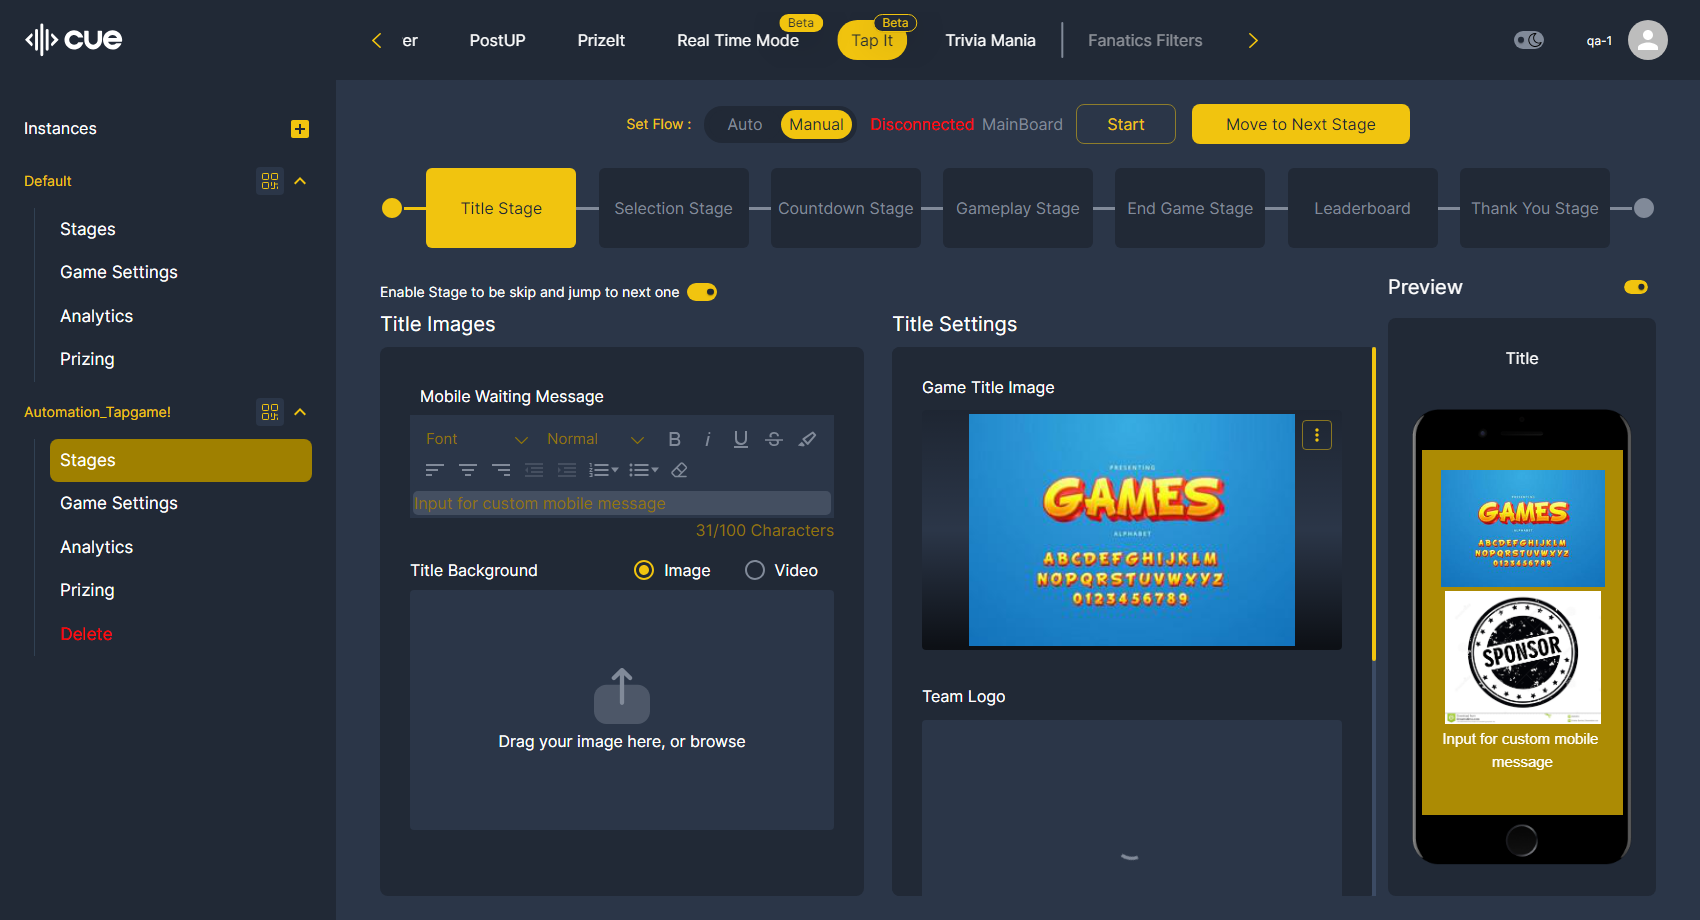 cue
er
PostUP
PrizeIt
Beta
Real Time Mode
Beta
Tap It
Trivia Mania
Fanatics Filters
qa-1
Instances
Default
Stages
Game Settings
Analytics
Prizing
Automation_Tapgame!
Stages
Game Settings
Analytics
Prizing
Delete
Set Flow :
Auto
Manual
Disconnected MainBoard
Start
Move to Next Stage
Title Stage
Selection Stage
Countdown Stage
Gameplay Stage
End Game Stage
Leaderboard
Thank You Stage
Enable Stage to be skip and jump to next one
Title Images
Mobile Waiting Message
Font
Normal
B i U S
Input for custom mobile message
31/100 Characters
Title Background
Image
Video
Drag your image here, or browse
Title Settings
Game Title Image
PRESENTING
GAMES
ALPHABET
ABCDEFGHIJKLM
NOPQRSTUVWXYZ
0123456789
Team Logo
Preview
Title
PRESENTING
GAMES
ALPHABET
ABCDEFGHIJKLM
NOPQRSTUVWXYZ
0123456789
SPONSOR
Input for custom mobile
message